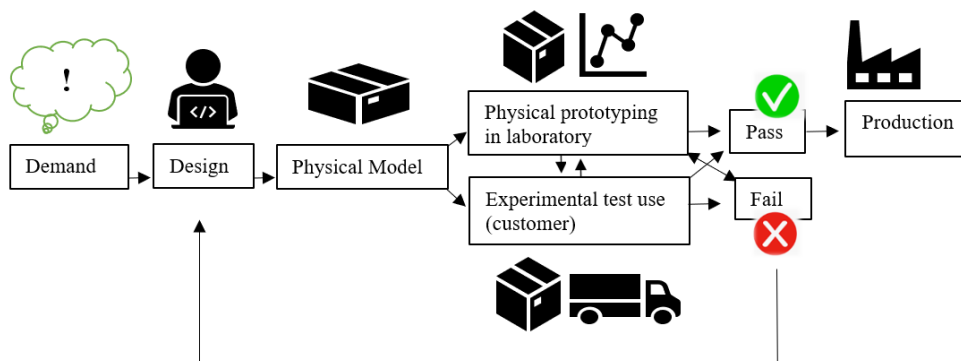 !
</>
Demand
Design
Physical Model
Physical prototyping
in laboratory
Experimental test use
(customer)
Pass
Fail
Production